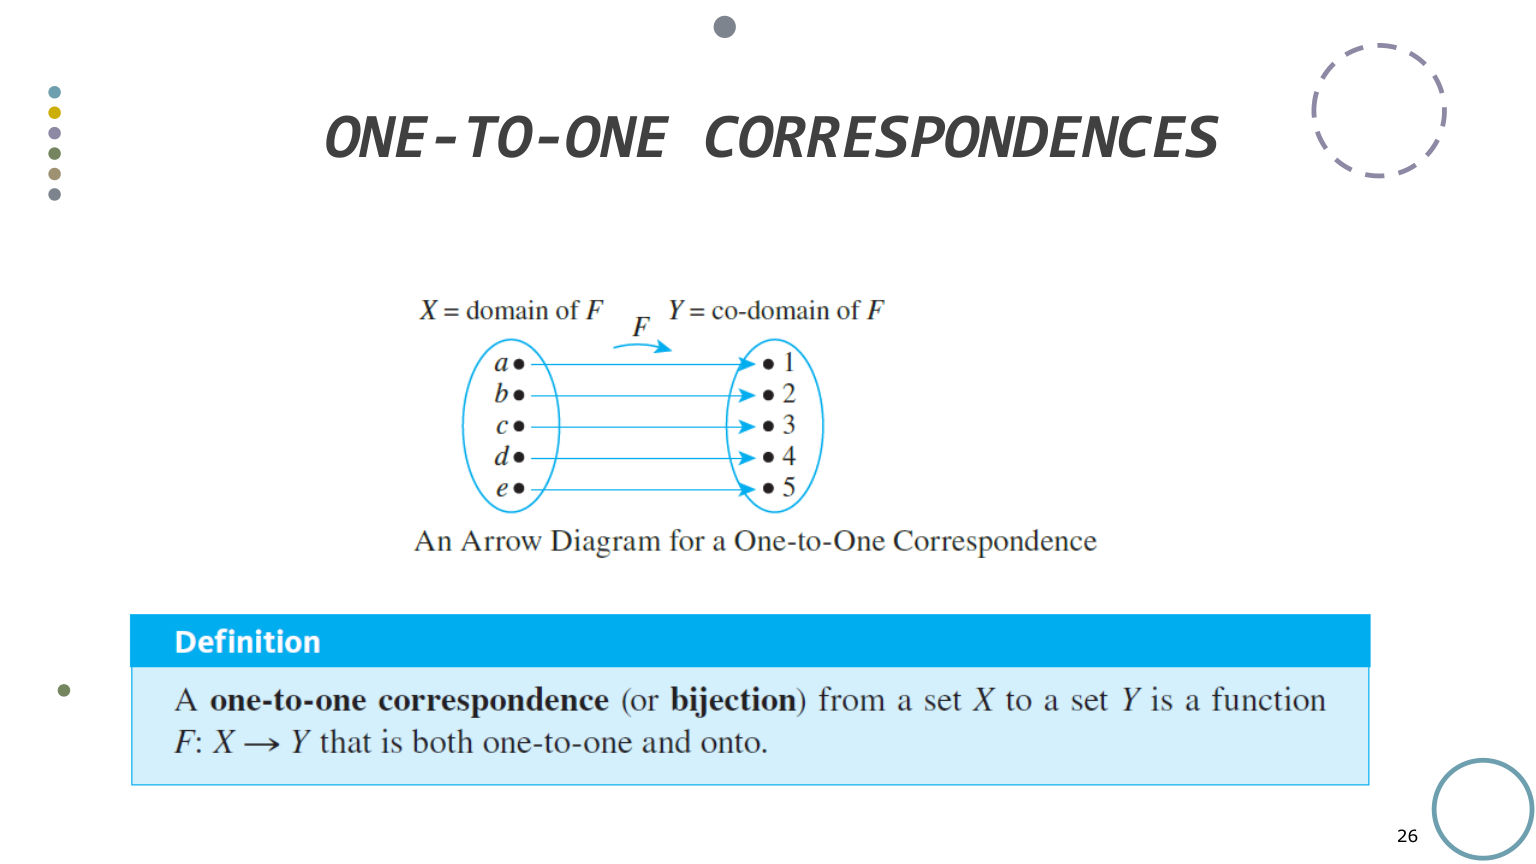 ONE-TO-ONE CORRESPONDENCES
X = domain of F
F
Y = co-domain of F
a
1
b
2
c
3
d
4
e
5
An Arrow Diagram for a One-to-One Correspondence
Definition
A one-to-one correspondence (or bijection) from a set X to a set Y is a function
F: X → Y that is both one-to-one and onto.
26